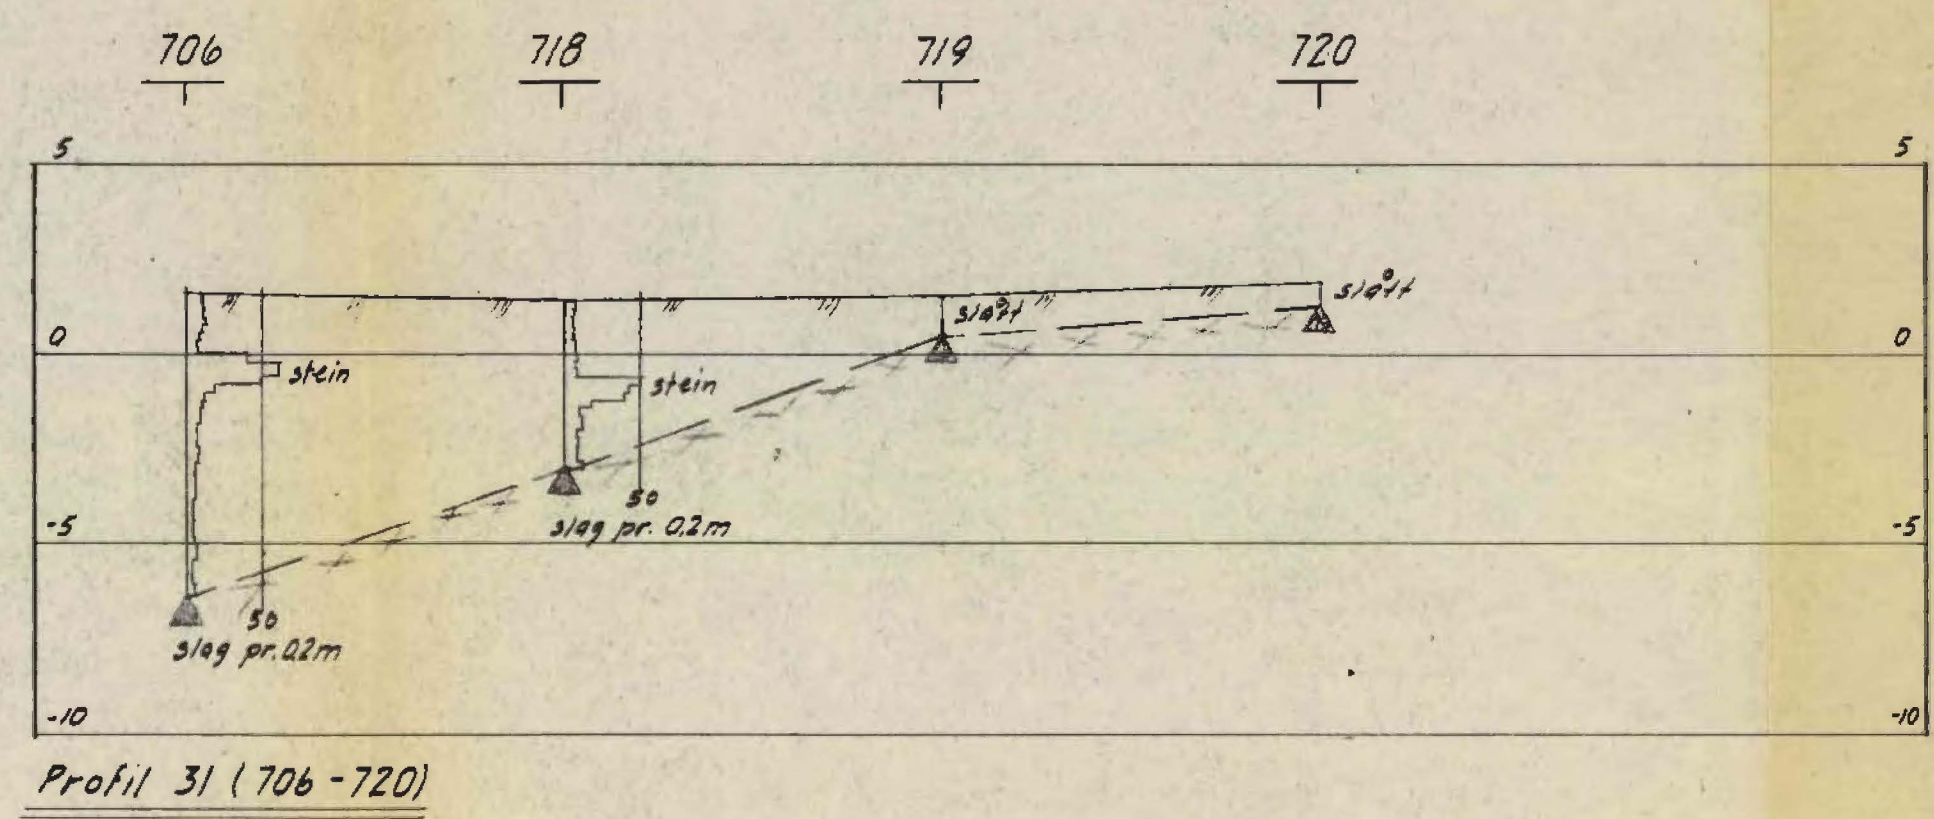 706 718 719 720
5 5
slått
slått
0 0
stein
stein
50
-5 -5
slag pr. 0.2m
50
slag pr. 0.2m
-10 -10
Profil 31 (706-720)